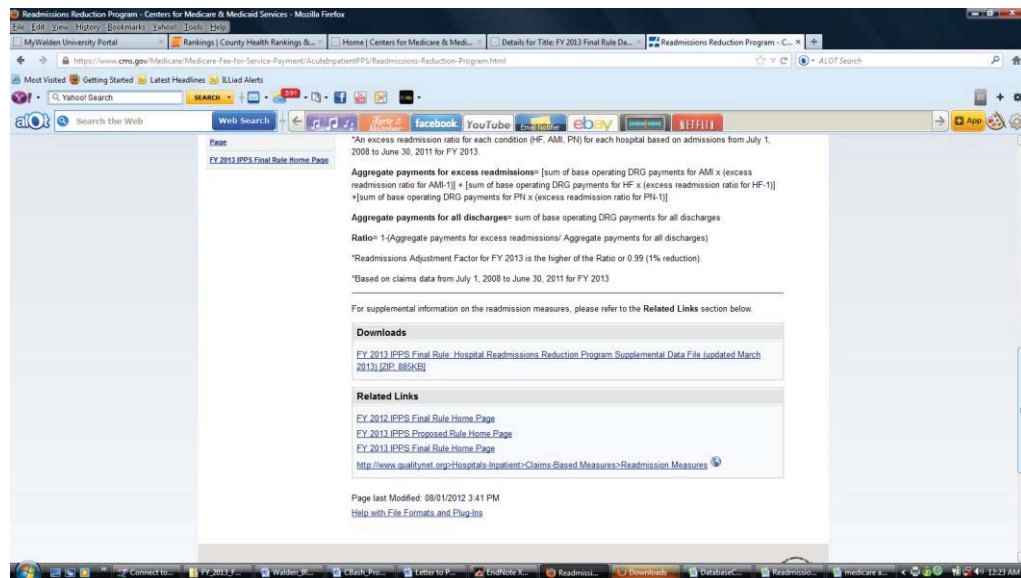 Readmissions Reduction Program - Centers for Medicare & Medicaid Services - Mozilla Firefox
File Edit View History Bookmarks Yahoo! Tools Help
MyWalden University Portal × Rankings | County Health Rankings &... Home | Centers for Medicare & Medi... × Details for Title: FY 2013 Final Rule Da... × Readmissions Reduction Program - C... × +
https://www.cms.gov/Medicare/Medicare-Fee-for-Service-Payment/AcuteInpatientPPS/Readmissions-Reduction-Program.html ALOT Search
Most Visited Getting Started Latest Headlines ILLiad Alerts
Yahoo! Search SEARCH
Search the web Web Search facebook YouTube Email Notifier ebay NETFLIX App
Page
FY 2013 IPPS Final Rule Home Page
*An excess readmission ratio for each condition (HF, AMI, PN) for each hospital based on admissions from July 1,
2008 to June 30, 2011 for FY 2013.
Aggregate payments for excess readmissions= [sum of base operating DRG payments for AMI x (excess
readmission ratio for AMI-1)] + [sum of base operating DRG payments for HF x (excess readmission ratio for HF-1)]
+[sum of base operating DRG payments for PN x (excess readmission ratio for PN-1)]
Aggregate payments for all discharges= sum of base operating DRG payments for all discharges
Ratio= 1-(Aggregate payments for excess readmissions/ Aggregate payments for all discharges)
*Readmissions Adjustment Factor for FY 2013 is the higher of the Ratio or 0.99 (1% reduction).
*Based on claims data from July 1, 2008 to June 30, 2011 for FY 2013
For supplemental information on the readmission measures, please refer to the Related Links section below.
Downloads
FY 2013 IPPS Final Rule: Hospital Readmissions Reduction Program Supplemental Data File (updated March
2013) [ZIP, 885KB]
Related Links
FY 2012 IPPS Final Rule Home Page
FY 2013 IPPS Proposed Rule Home Page
FY 2013 IPPS Final Rule Home Page
http://www.qualitynet.org>Hospitals-Inpatient>Claims-Based Measures>Readmission Measures
Page last Modified: 08/01/2012 3:41 PM
Help with File Formats and Plug-Ins
Connect to... FY_2013_F... Walden_R... CBash_Pro... Letter to P... EndNote X... Readmissi... Downloads DatabaseC... Readmissio... medicare a... 12:23 AM